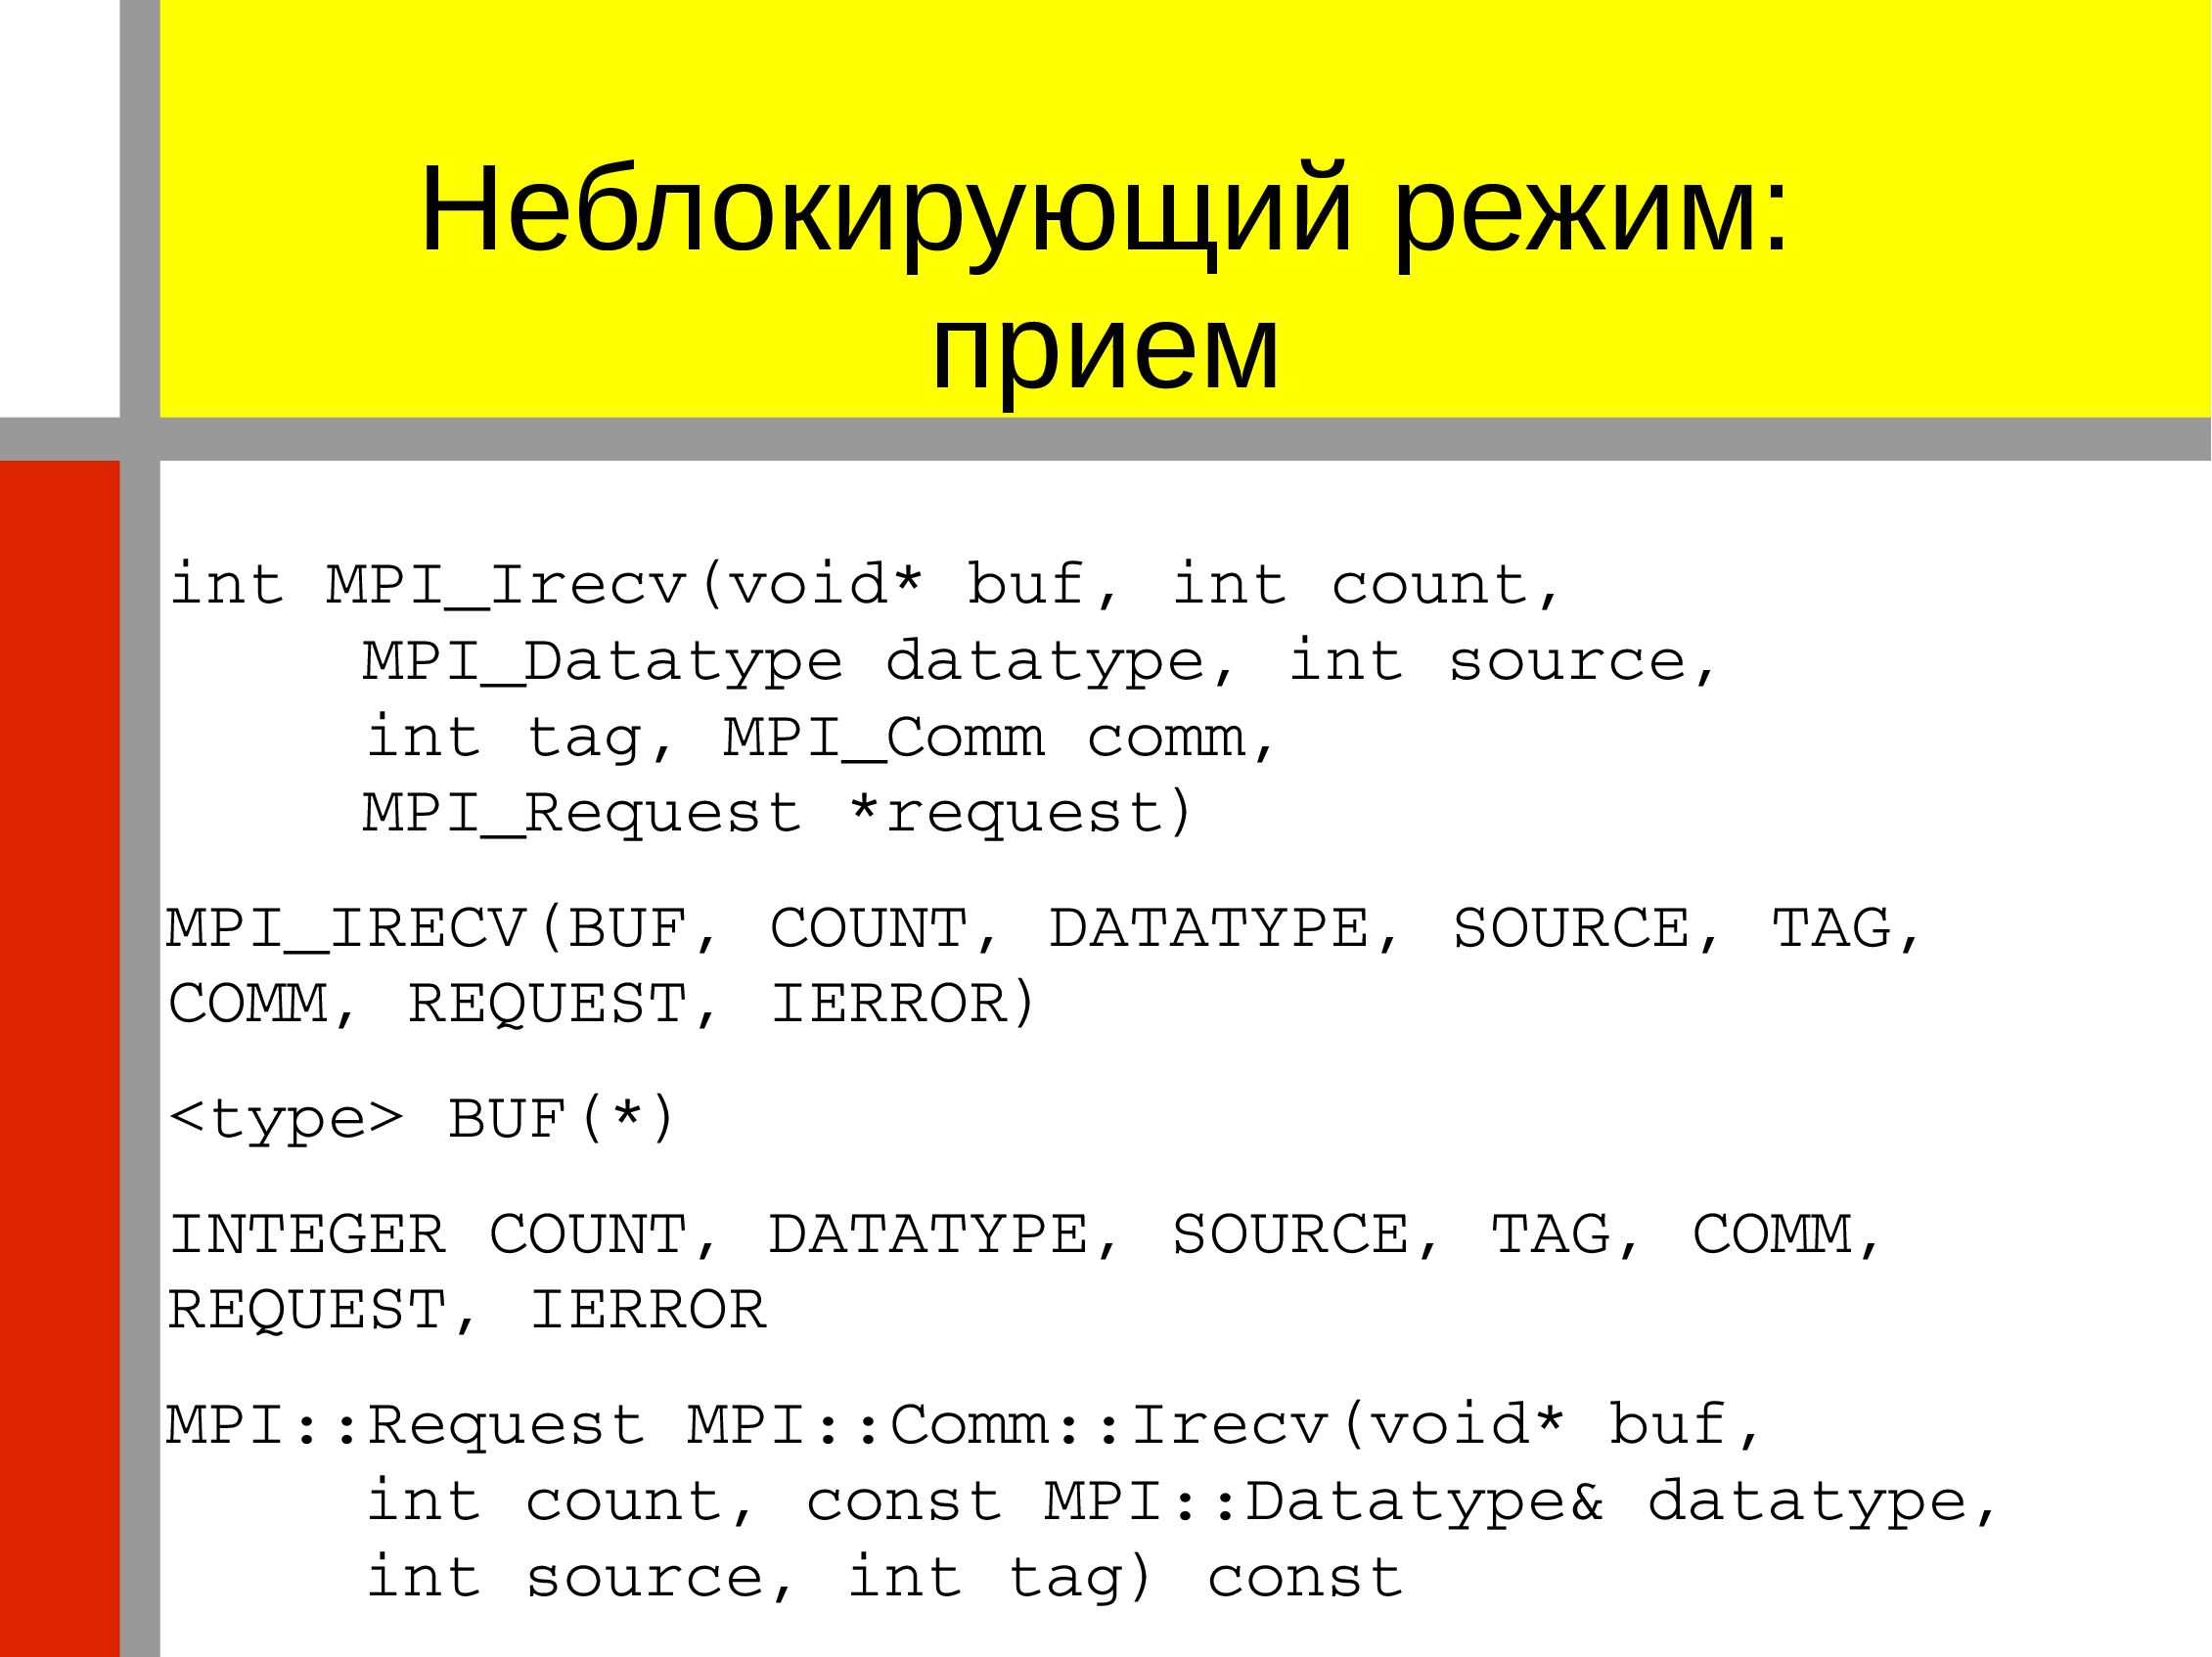 Неблокирующий режим:
прием
int MPI_Irecv(void* buf, int count,
MPI_Datatype datatype, int source,
int tag, MPI_Comm comm,
MPI_Request *request)
MPI_IRECV(BUF, COUNT, DATATYPE, SOURCE, TAG,
COMM, REQUEST, IERROR)
<type> BUF(*)
INTEGER COUNT, DATATYPE, SOURCE, TAG, COMM,
REQUEST, IERROR
MPI::Request MPI::Comm::Irecv(void* buf,
int count, const MPI::Datatype& datatype,
int source, int tag) const